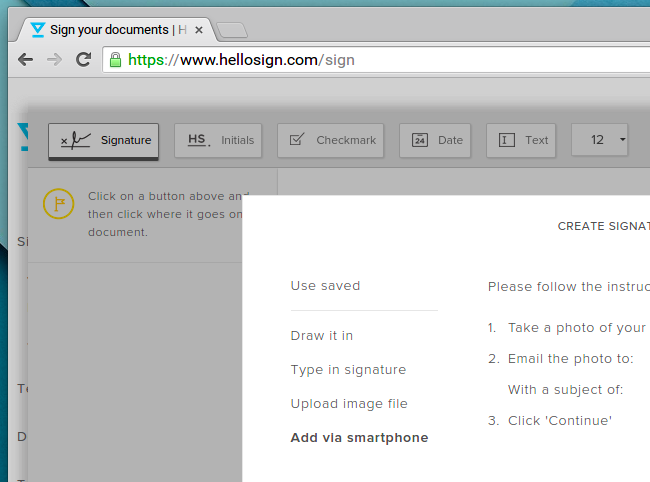 Sign your documents | H
https://www.hellosign.com/sign
Signature
HS.
Initials
Checkmark
24
Date
Text
12
Click on a button above and
then click where it goes on
document.
CREATE SIGNAT
Use saved
Draw it in
Type in signature
Upload image file
Add via smartphone
Please follow the instruc
1. Take a photo of your
2. Email the photo to:
With a subject of:
3. Click 'Continue'